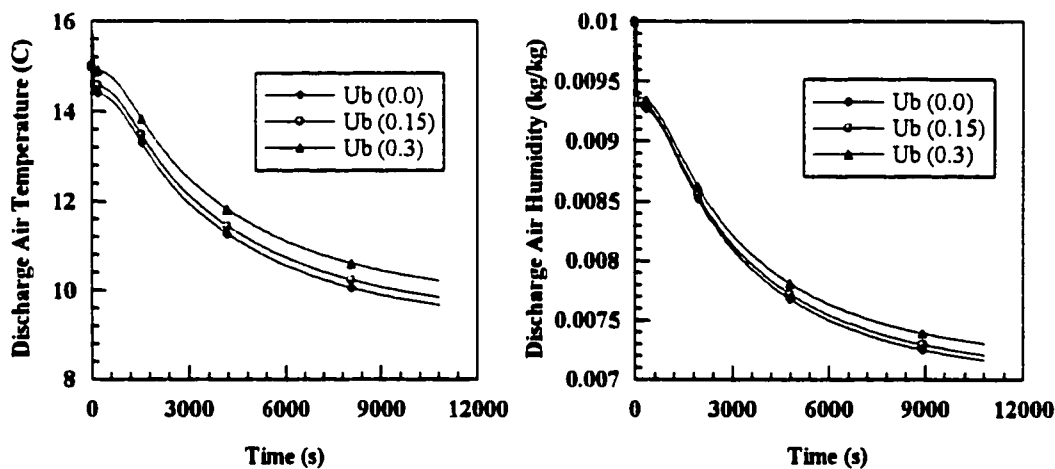 Discharge Air Temperature (C)
16
14
12
10
8
Ub (0.0)
Ub (0.15)
Ub (0.3)
0
3000
6000
9000
12000
Time (s)
Discharge Air Humidity (kg/kg)
0.01
0.0095
0.009
0.0085
0.008
0.0075
0.007
Ub (0.0)
Ub (0.15)
Ub (0.3)
0
3000
6000
9000
12000
Time (s)